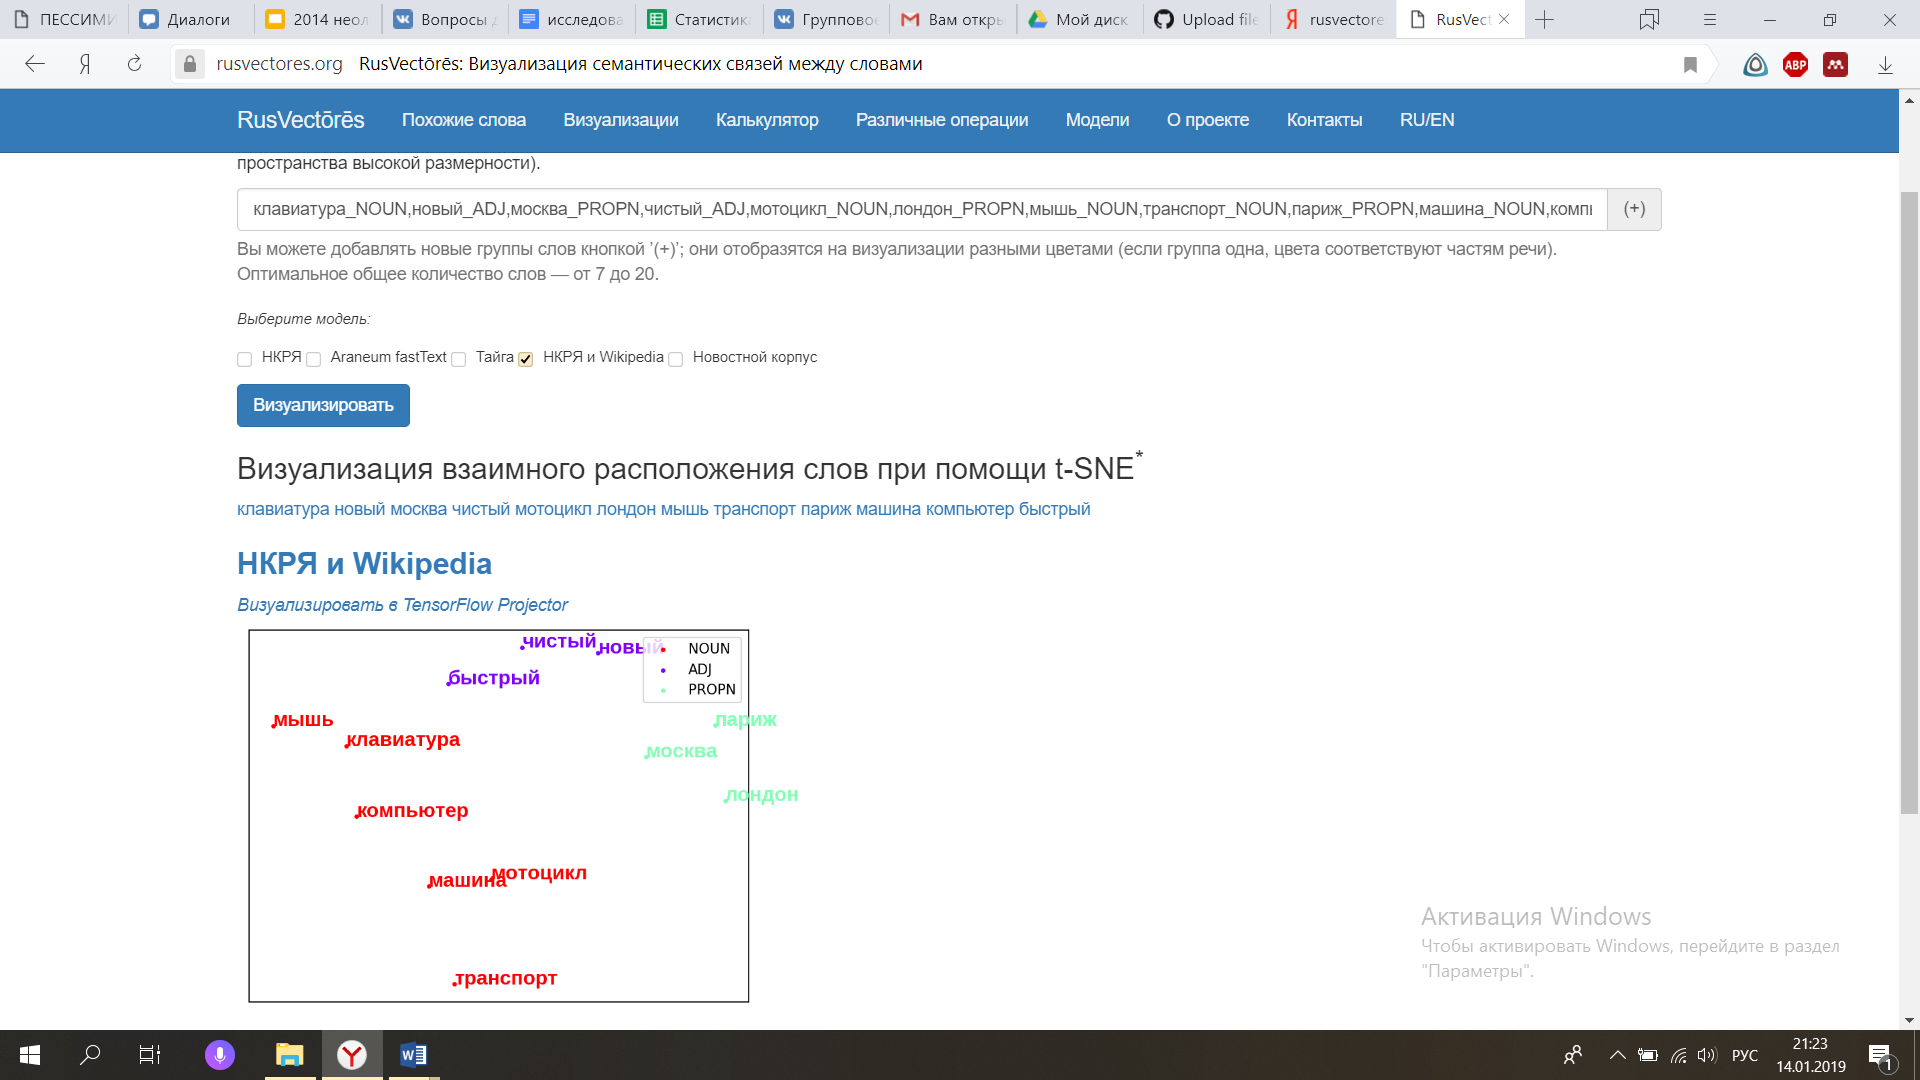 ПЕССИМИ Диалоги 2014 неол Вопросы д исследова Статистика Групповое Вам откры Мой диск Upload file rusvectore RusVect
rusvectores.org RusVectōrēs: Визуализация семантических связей между словами
ABP
RusVectōrēs Похожие слова Визуализации Калькулятор Различные операции Модели О проекте Контакты RU/EN
пространства высокой размерности).
клавиатура_NOUN,новый_ADJ,москва_PROPN,чистый_ADJ,мотоцикл_NOUN,лондон_PROPN,мышь_NOUN,транспорт_NOUN,париж_PROPN,машина_NOUN,комп (+)
Вы можете добавлять новые группы слов кнопкой '(+)'; они отобразятся на визуализации разными цветами (если группа одна, цвета соответствуют частям речи).
Оптимальное общее количество слов — от 7 до 20.
Выберите модель:
НКРЯ Araneum fastText Тайга НКРЯ и Wikipedia Новостной корпус
Визуализировать
Визуализация взаимного расположения слов при помощи t-SNE*
клавиатура новый москва чистый мотоцикл лондон мышь транспорт париж машина компьютер быстрый
НКРЯ и Wikipedia
Визуализировать в TensorFlow Projector
чистый новый NOUN
ADJ
быстрый
PROPN
мышь париж
клавиатура
москва
лондон
компьютер
мотоцикл
машина
транспорт
Активация Windows
Чтобы активировать Windows, перейдите в раздел
"Параметры".
РУС 21:23
14.01.2019
1